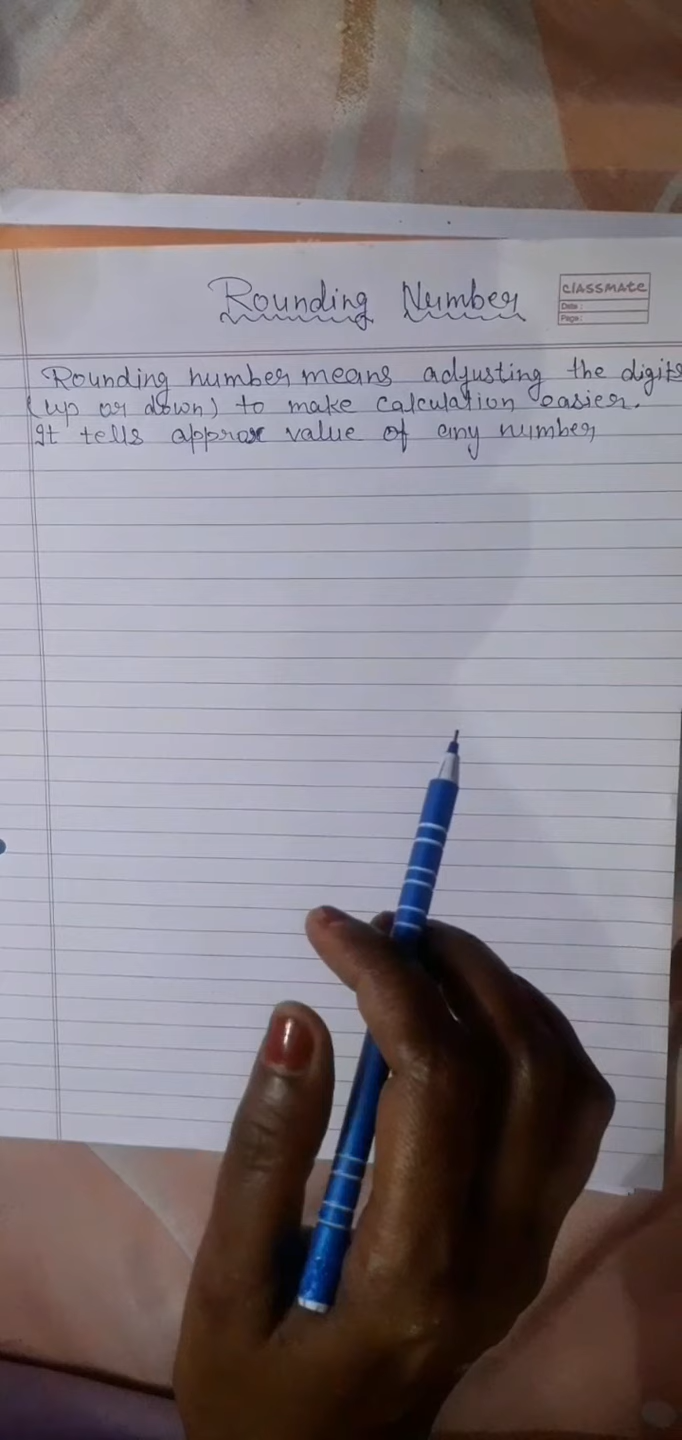 Rounding Number
CLASSMATE
Date :
Page :
Rounding number means adjusting the digits
(up or down) to make calculation easier.
It tells approx value of any number